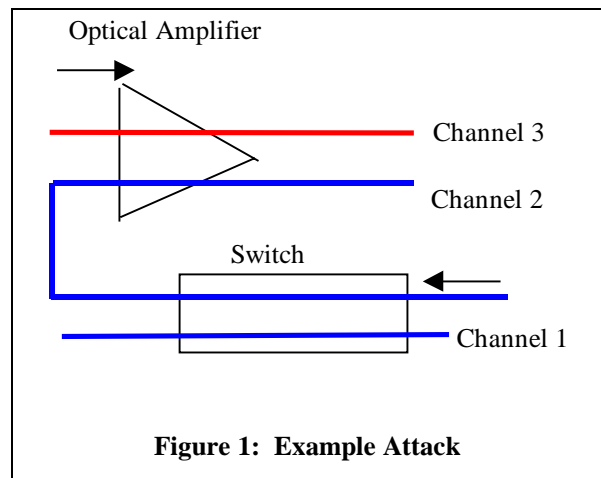 Optical Amplifier
Channel 3
Channel 2
Switch
Channel 1
Figure 1: Example Attack